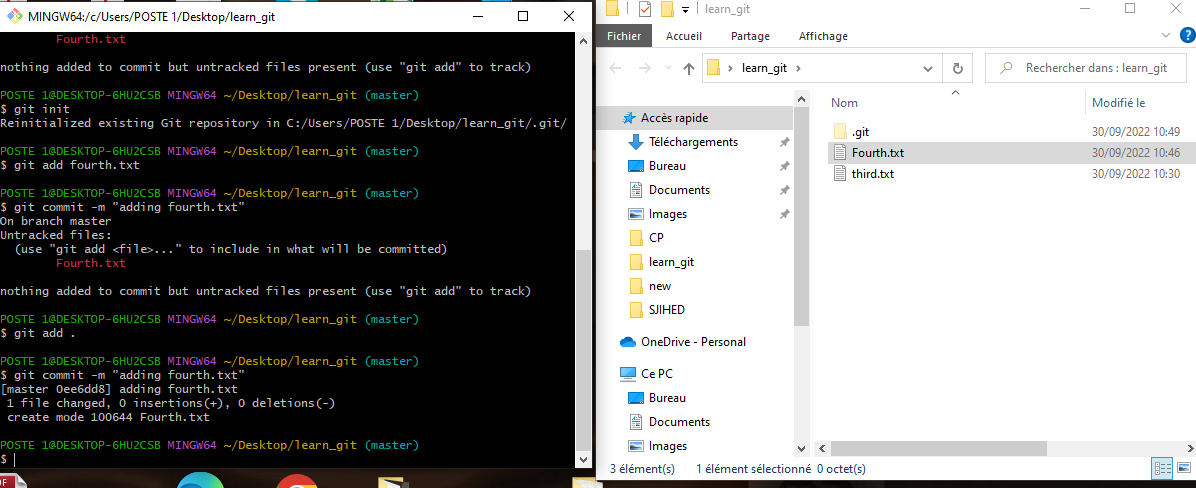 MINGW64:/c/Users/POSTE 1/Desktop/learn_git
Fourth.txt
nothing added to commit but untracked files present (use "git add" to track)
POSTE 1@DESKTOP-6HU2CSB MINGW64 ~/Desktop/learn_git (master)
$ git init
Reinitialized existing Git repository in C:/Users/POSTE 1/Desktop/learn_git/.git/
POSTE 1@DESKTOP-6HU2CSB MINGW64 ~/Desktop/learn_git (master)
$ git add fourth.txt
POSTE 1@DESKTOP-6HU2CSB MINGW64 ~/Desktop/learn_git (master)
$ git commit -m "adding fourth.txt"
On branch master
Untracked files:
(use "git add <file>..." to include in what will be committed)
Fourth.txt
nothing added to commit but untracked files present (use "git add" to track)
POSTE 1@DESKTOP-6HU2CSB MINGW64 ~/Desktop/learn_git (master)
$ git add .
POSTE 1@DESKTOP-6HU2CSB MINGW64 ~/Desktop/learn_git (master)
$ git commit -m "adding fourth.txt"
[master 0ee6dd8] adding fourth.txt
1 file changed, 0 insertions(+), 0 deletions(-)
create mode 100644 Fourth.txt
POSTE 1@DESKTOP-6HU2CSB MINGW64 ~/Desktop/learn_git (master)
$
learn_git
Fichier Accueil Partage Affichage
learn_git
Rechercher dans : learn_git
Accès rapide
Téléchargements
Bureau
Documents
Images
CP
learn_git
new
SJIHED
OneDrive - Personal
Ce PC
Bureau
Documents
Images
Nom Modifié le
.git 30/09/2022 10:49
Fourth.txt 30/09/2022 10:46
third.txt 30/09/2022 10:30
3 élément(s) 1 élément sélectionné 0 octet(s)